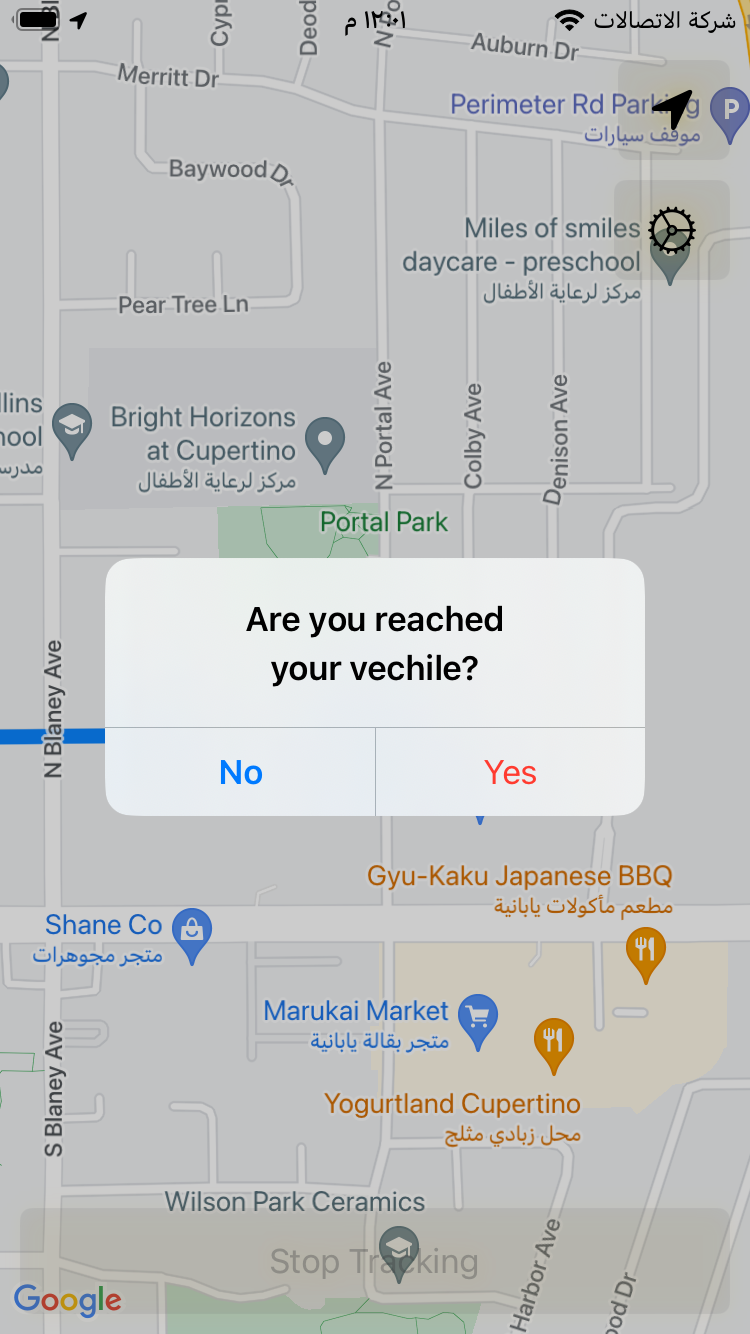 ١٢:٠١ م
شركة الاتصالات
Auburn Dr
Merritt Dr
Perimeter Rd Parking
موقف سيارات
P
Baywood Dr
Miles of smiles
daycare - preschool
مركز لرعاية الأطفال
Pear Tree Ln
N Portal Ave
Colby Ave
Denison Ave
Bright Horizons
at Cupertino
مركز لرعاية الأطفال
Portal Park
Are you reached
your vechile?
No
Yes
N Blaney Ave
Gyu-Kaku Japanese BBQ
مطعم مأكولات يابانية
Shane Co
متجر مجوهرات
Marukai Market
متجر بقالة يابانية
Yogurtland Cupertino
محل زبادي مثلج
S Blaney Ave
Wilson Park Ceramics
Stop Tracking
Harbor Ave
Google